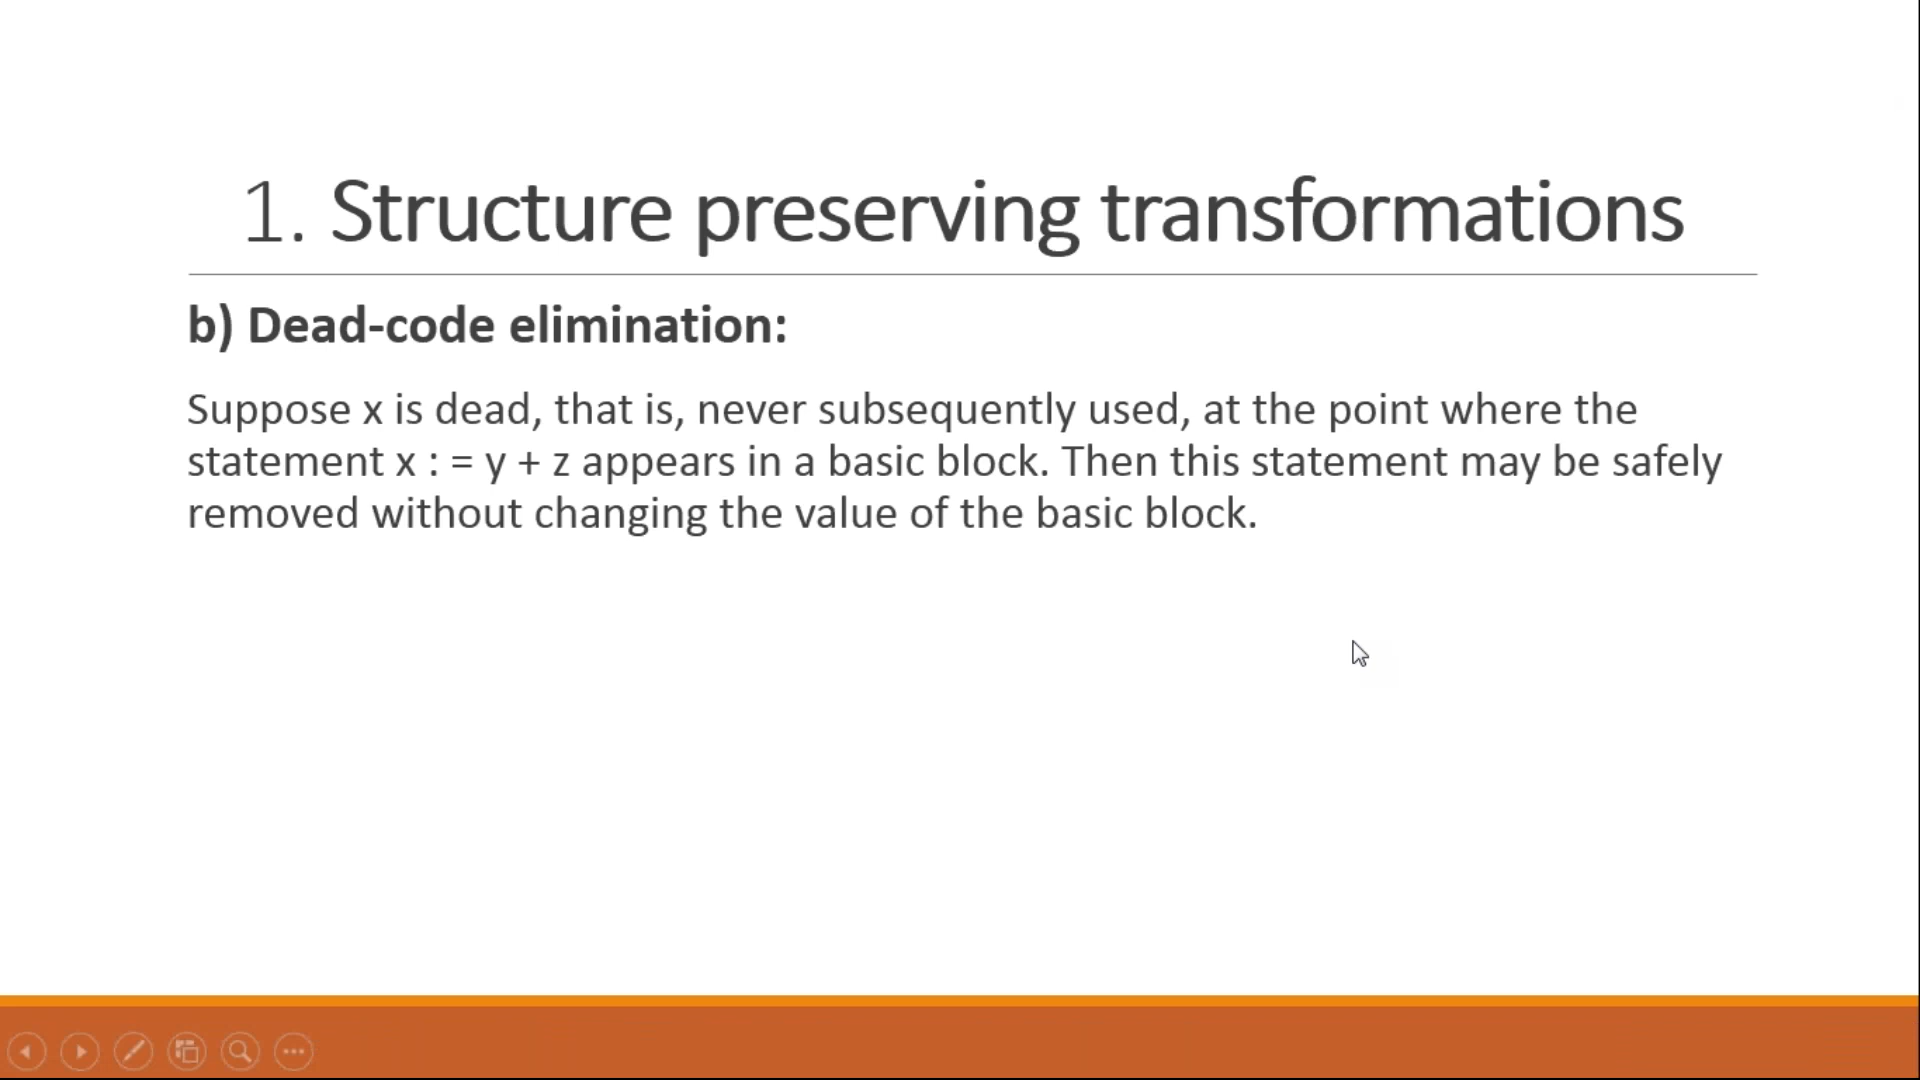 1. Structure preserving transformations
b) Dead-code elimination:
Suppose x is dead, that is, never subsequently used, at the point where the
statement x : = y + z appears in a basic block. Then this statement may be safely
removed without changing the value of the basic block.